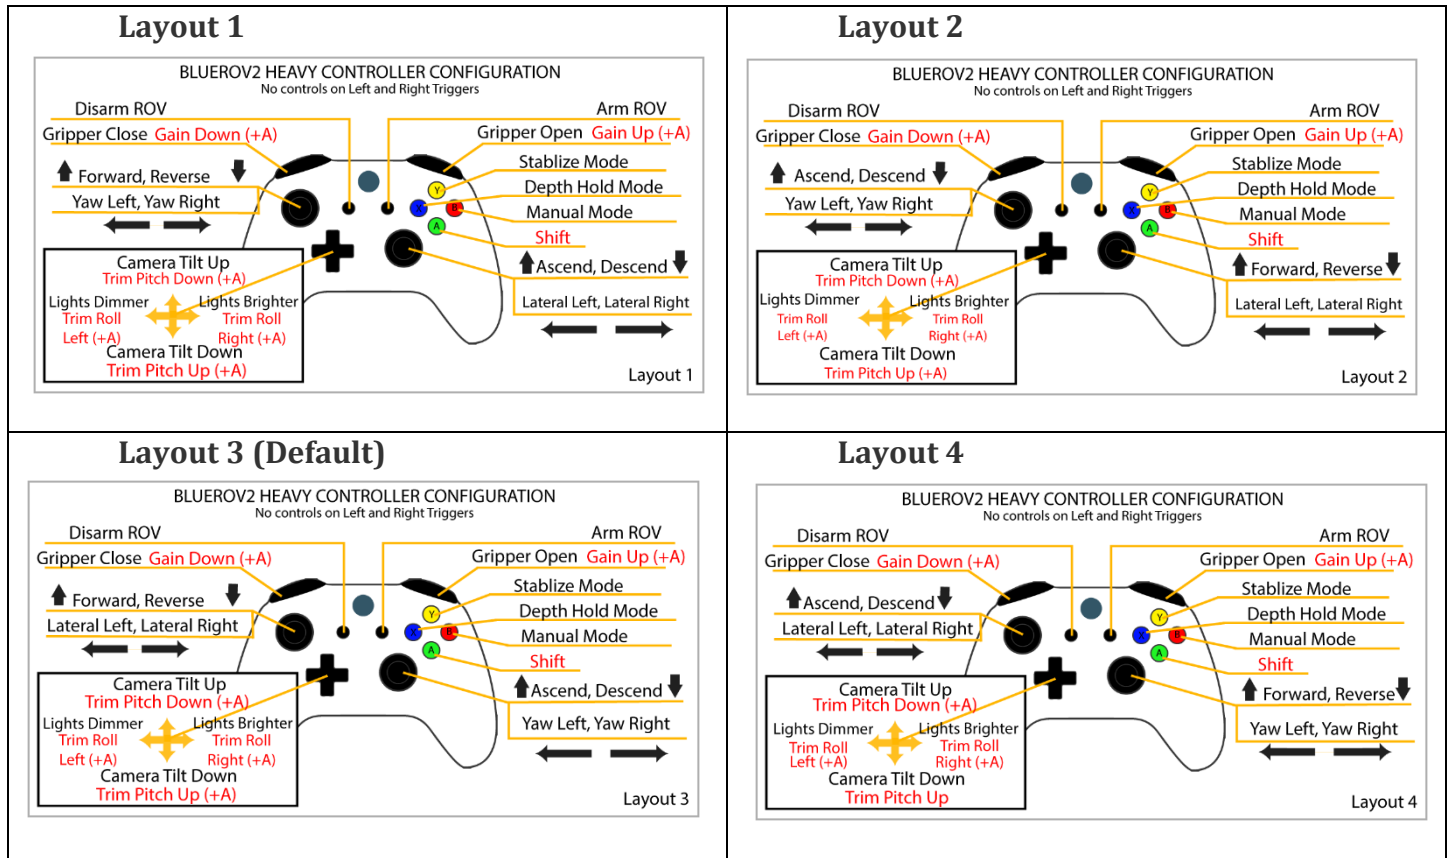 Layout 1
BLUEROV2 HEAVY CONTROLLER CONFIGURATION
No controls on Left and Right Triggers
Disarm ROV
Arm ROV
Gripper Close Gain Down (+A)
Gripper Open Gain Up (+A)
Stablize Mode
Forward, Reverse
Depth Hold Mode
Yaw Left, Yaw Right
Manual Mode
Shift
Y
X
B
A
Camera Tilt Up
Trim Pitch Down (+A)
Ascend, Descend
Lights Dimmer
Lights Brighter
Lateral Left, Lateral Right
Trim Roll
Left (+A)
Trim Roll
Right (+A)
Camera Tilt Down
Trim Pitch Up (+A)
Layout 1
Layout 2
BLUEROV2 HEAVY CONTROLLER CONFIGURATION
No controls on Left and Right Triggers
Disarm ROV
Arm ROV
Gripper Close Gain Down (+A)
Gripper Open Gain Up (+A)
Stablize Mode
Ascend, Descend
Depth Hold Mode
Yaw Left, Yaw Right
Manual Mode
Shift
Y
X
B
A
Camera Tilt Up
Trim Pitch Down (+A)
Forward, Reverse
Lights Dimmer
Lights Brighter
Lateral Left, Lateral Right
Trim Roll
Left (+A)
Trim Roll
Right (+A)
Camera Tilt Down
Trim Pitch Up (+A)
Layout 2
Layout 3 (Default)
BLUEROV2 HEAVY CONTROLLER CONFIGURATION
No controls on Left and Right Triggers
Disarm ROV
Arm ROV
Gripper Close Gain Down (+A)
Gripper Open Gain Up (+A)
Stablize Mode
Forward, Reverse
Depth Hold Mode
Lateral Left, Lateral Right
Manual Mode
Shift
Y
X
B
A
Camera Tilt Up
Trim Pitch Down (+A)
Ascend, Descend
Lights Dimmer
Lights Brighter
Yaw Left, Yaw Right
Trim Roll
Left (+A)
Trim Roll
Right (+A)
Camera Tilt Down
Trim Pitch Up (+A)
Layout 3
Layout 4
BLUEROV2 HEAVY CONTROLLER CONFIGURATION
No controls on Left and Right Triggers
Disarm ROV
Arm ROV
Gripper Close Gain Down (+A)
Gripper Open Gain Up (+A)
Stablize Mode
Ascend, Descend
Depth Hold Mode
Lateral Left, Lateral Right
Manual Mode
Shift
Y
X
B
A
Camera Tilt Up
Trim Pitch Down (+A)
Forward, Reverse
Lights Dimmer
Lights Brighter
Yaw Left, Yaw Right
Trim Roll
Left (+A)
Trim Roll
Right (+A)
Camera Tilt Down
Trim Pitch Up
Layout 4